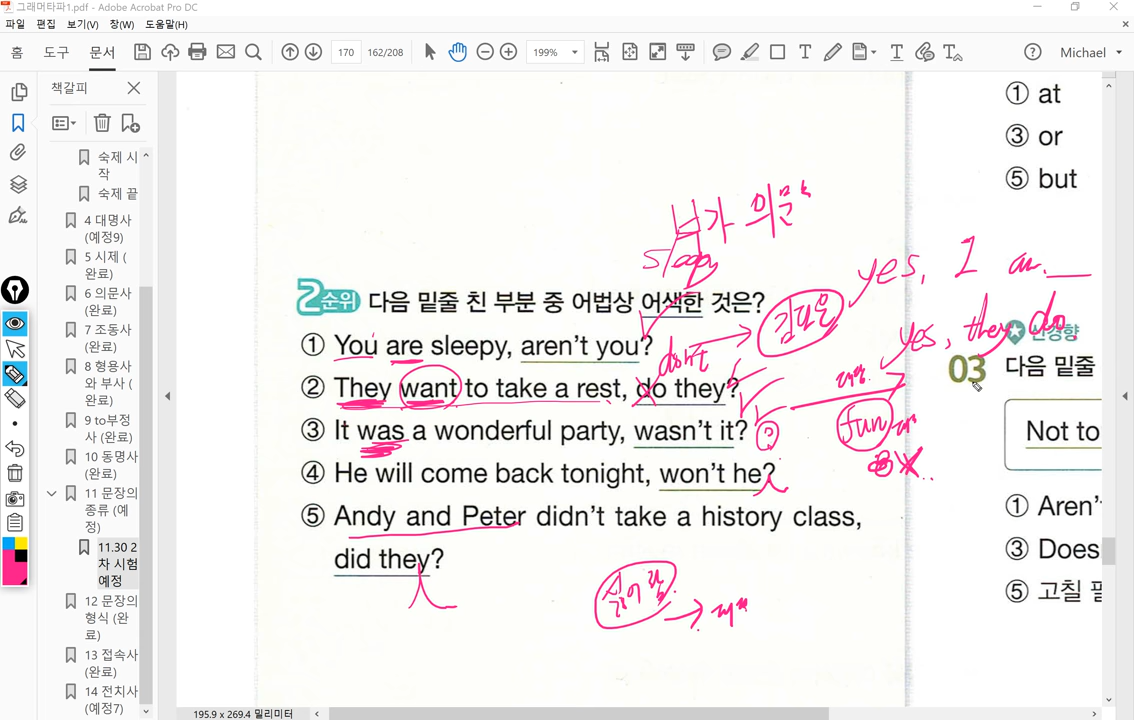 그래머타파1.pdf - Adobe Acrobat Pro DC
파일 편집 보기(V) 창(W) 도움말(H)
홈 도구 문서 170 162/208 199% Michael
책갈피
숙제 시
작
숙제 끝
4 대명사
(예정9)
5 시제 (
완료)
6 의문사
(완료)
7 조동사
(완료)
8 형용사
와 부사 (
완료)
9 to부정
사 (완료)
10 동명사
(완료)
11 문장의
종류 (예
정)
11.30 2
차 시험
예정
12 문장의
형식 (완
료)
13 접속사
(완료)
14 전치사
(예정7)
① at
③ or
⑤ but
부가 의문
sleepy
yes, I am.
2순위 다음 밑줄 친 부분 중 어법상 어색한 것은?
① You are sleepy, aren't you?
don't
yes, they do
② They want to take a rest, do they?
③ It was a wonderful party, wasn't it?
fun
④ He will come back tonight, won't he?
⑤ Andy and Peter didn't take a history class,
did they?
신경향
03 다음 밑줄
Not to
① Aren'
③ Does
⑤ 고칠 필
195.9 x 269.4 밀리미터